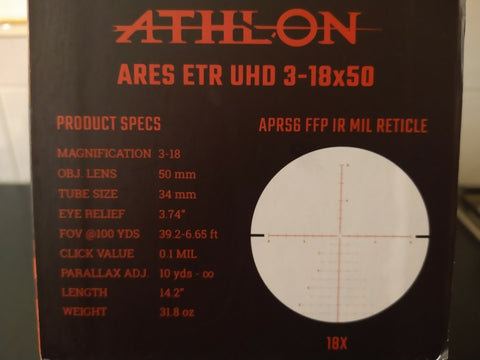 ATHLON
ARES ETR UHD 3-18x50
PRODUCT SPECS
MAGNIFICATION 3-18
OBJ. LENS 50 mm
TUBE SIZE 34 mm
EYE RELIEF 3.74"
FOV @100 YDS 39.2-6.65 ft
CLICK VALUE 0.1 MIL
PARALLAX ADJ. 10 yds - ∞
LENGTH 14.2"
WEIGHT 31.8 oz
APRS6 FFP IR MIL RETICLE
18X